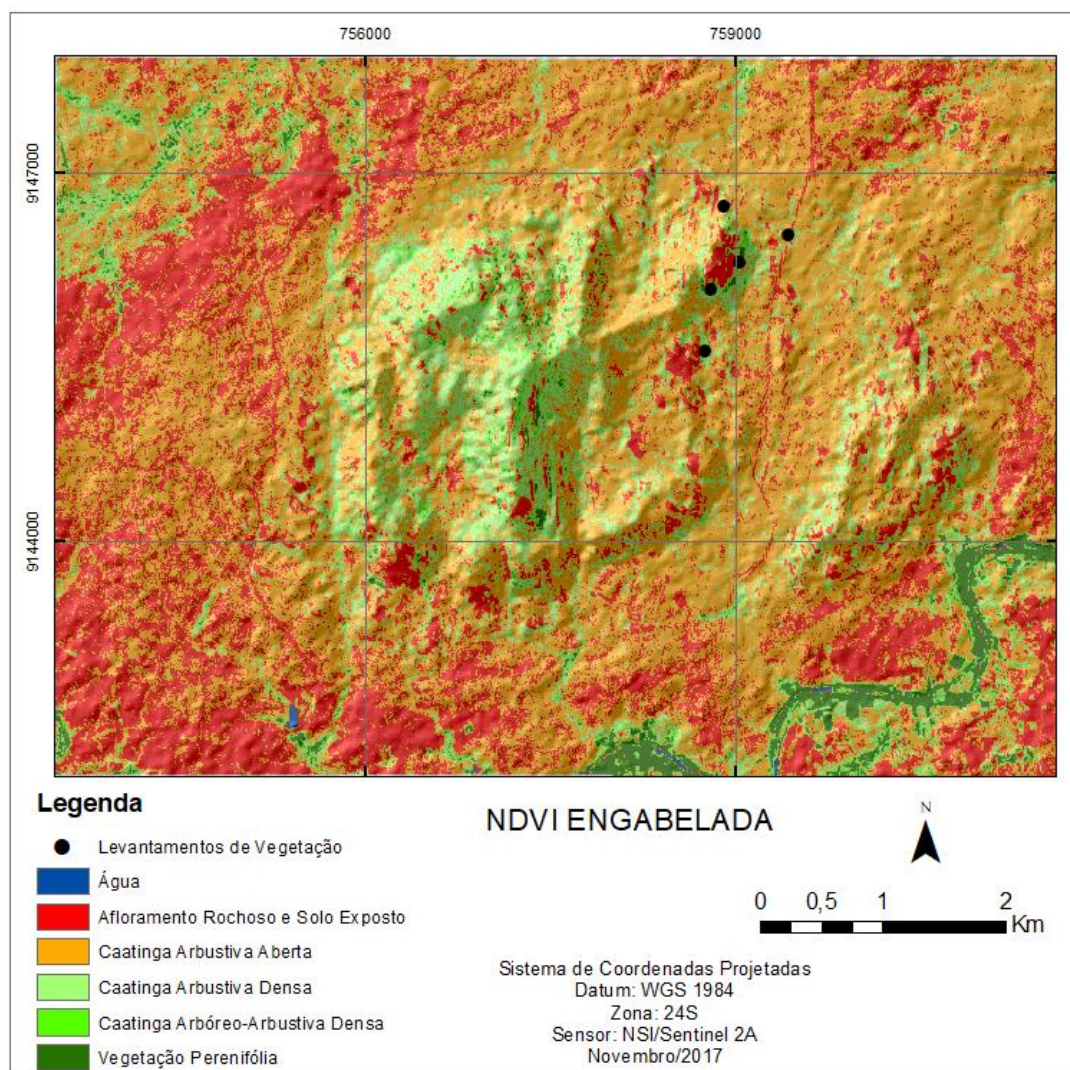 756000
759000
9147000
9144000
Legenda
Levantamentos de Vegetação
Água
Afloramento Rochoso e Solo Exposto
Caatinga Arbustiva Aberta
Caatinga Arbustiva Densa
Caatinga Arbóreo-Arbustiva Densa
Vegetação Perenifólia
NDVI ENGABELADA
N
0 0,5 1 2
Km
Sistema de Coordenadas Projetadas
Datum: WGS 1984
Zona: 24S
Sensor: NSI/Sentinel 2A
Novembro/2017